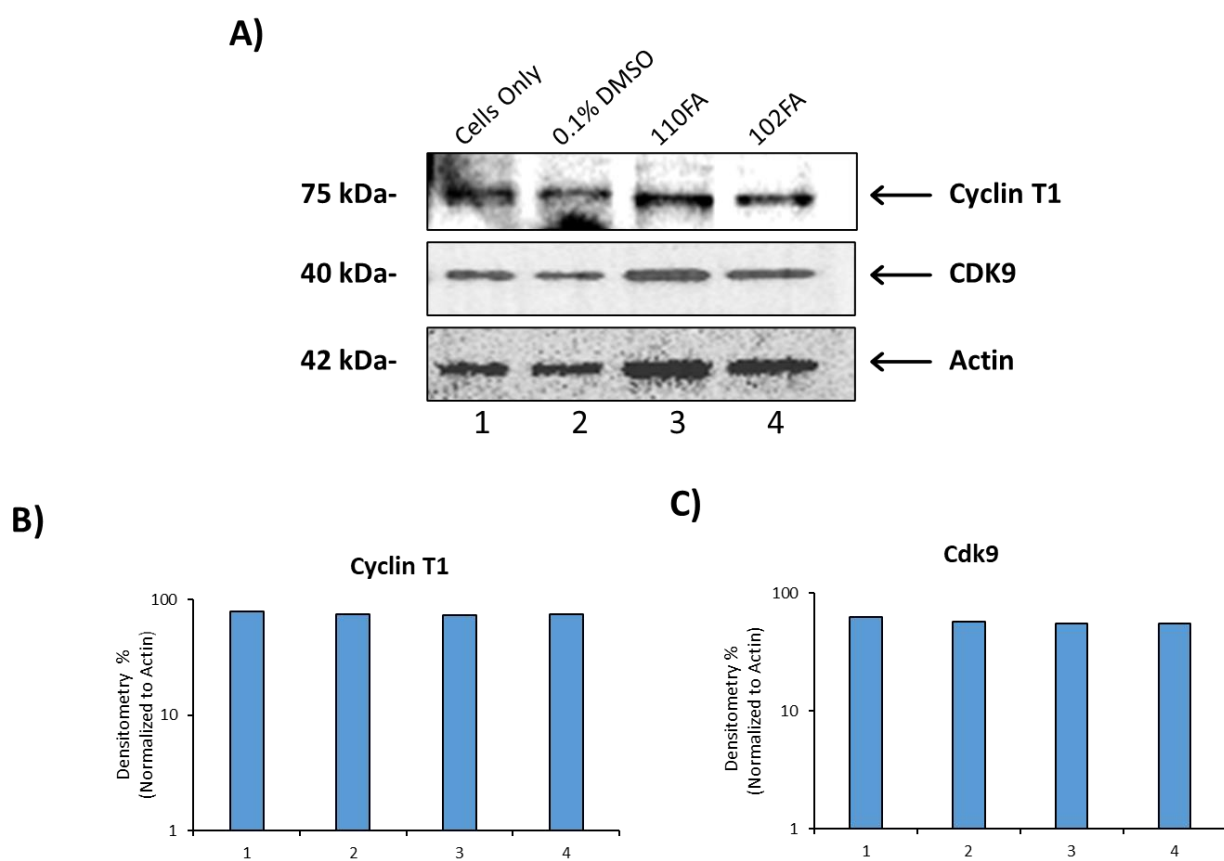 A)
Cells Only
0.1% DMSO
110FA
102FA
75 kDa-
Cyclin T1
40 kDa-
CDK9
42 kDa-
Actin
1 2 3 4
B)
Cyclin T1
Densitometry %
(Normalized to Actin)
100
10
1
1 2 3 4
C)
Cdk9
Densitometry %
(Normalized to Actin)
100
10
1
1 2 3 4